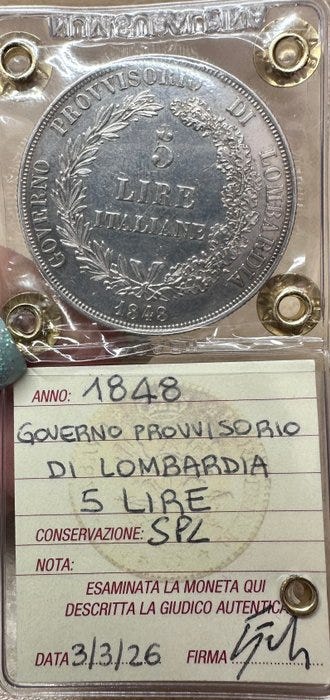 GOVERNO PROVVISORIO DI LOMBARDIA
5
LIRE
ITALIANE
1848
ANNO: 1848
GOVERNO PROVVISORIO
DI LOMBARDIA
5 LIRE
CONSERVAZIONE: SPL
NOTA:
ESAMINATA LA MONETA QUI
DESCRITTA LA GIUDICO AUTENTICA
DATA 3/3/26 FIRMA